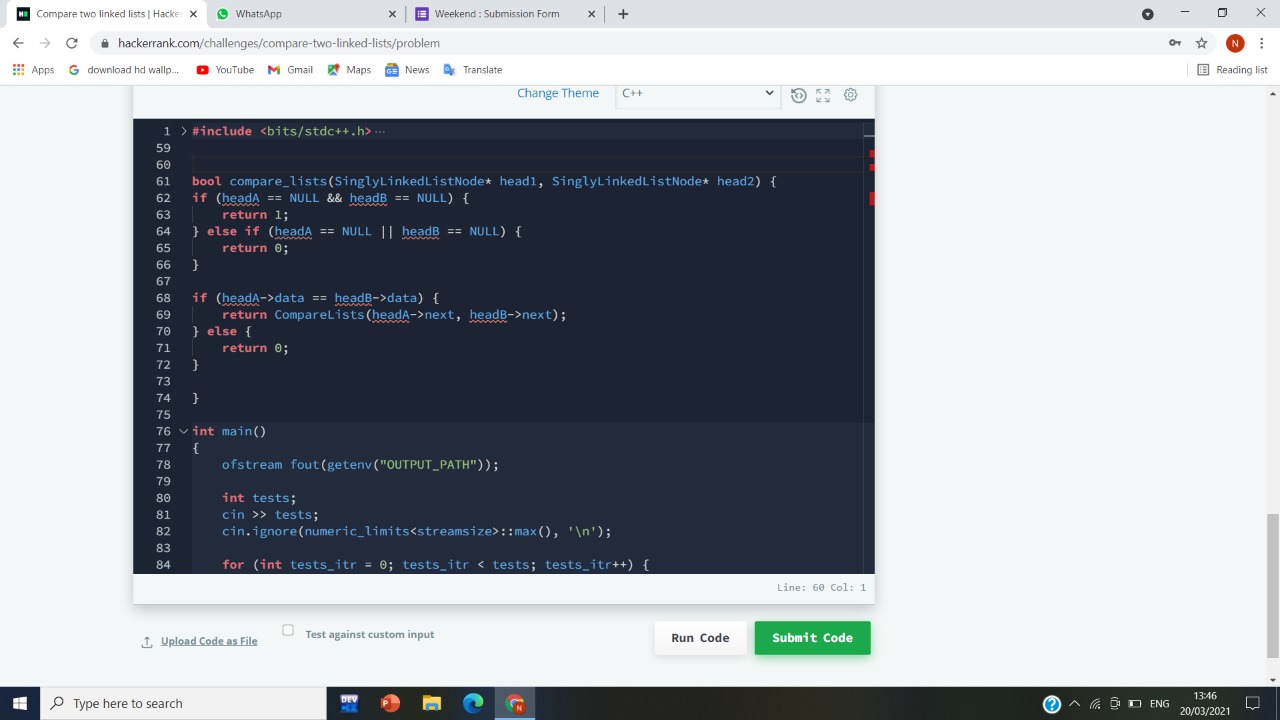 Compare two linked lists | Hacke
WhatsApp
Weekend : Submission Form
hackerrank.com/challenges/compare-two-linked-lists/problem
N
Apps
download hd wallp...
YouTube
Gmail
Maps
News
Translate
Reading list
Change Theme
C++
1 #include <bits/stdc++.h> ...
59
60
61 bool compare_lists(SinglyLinkedListNode* head1, SinglyLinkedListNode* head2) {
62 if (headA == NULL && headB == NULL) {
63 return 1;
64 } else if (headA == NULL || headB == NULL) {
65 return 0;
66 }
67
68 if (headA->data == headB->data) {
69 return CompareLists(headA->next, headB->next);
70 } else {
71 return 0;
72 }
73
74 }
75
76 int main()
77 {
78 ofstream fout(getenv("OUTPUT_PATH"));
79
80 int tests;
81 cin >> tests;
82 cin.ignore(numeric_limits<streamsize>::max(), '\n');
83
84 for (int tests_itr = 0; tests_itr < tests; tests_itr++) {
Line: 60 Col: 1
Upload Code as File
Test against custom input
Run Code
Submit Code
Type here to search
DEV
ENG
13:46
20/03/2021